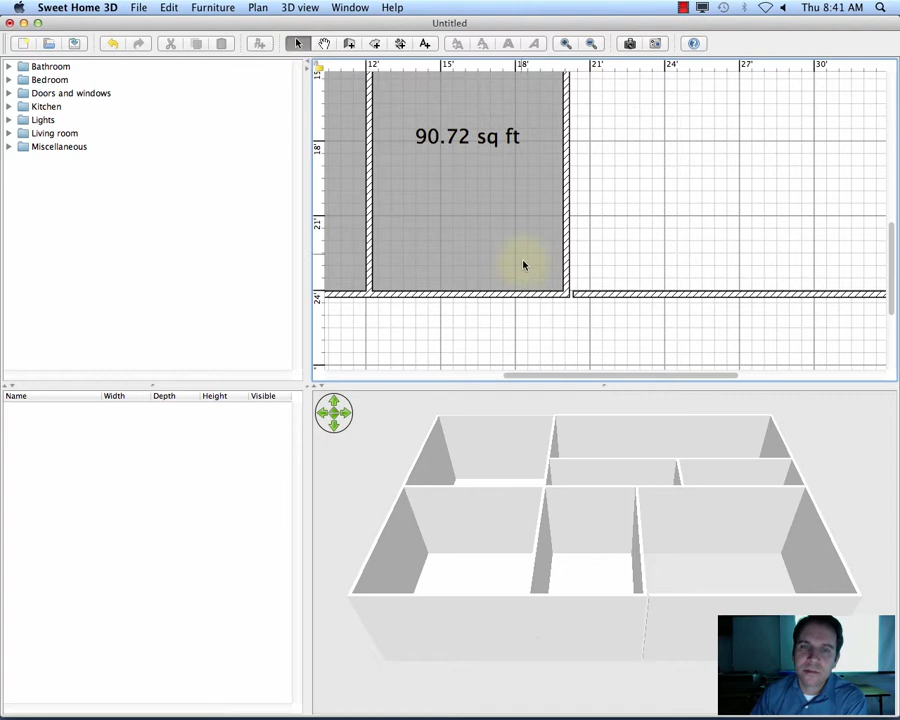 Sweet Home 3D File Edit Furniture Plan 3D view Window Help Thu 8:41 AM
Untitled
Bathroom
Bedroom
Doors and windows
Kitchen
Lights
Living room
Miscellaneous
12' 15' 18' 21' 24' 27' 30'
18'
21'
24'
90.72 sq ft
Name Width Depth Height Visible